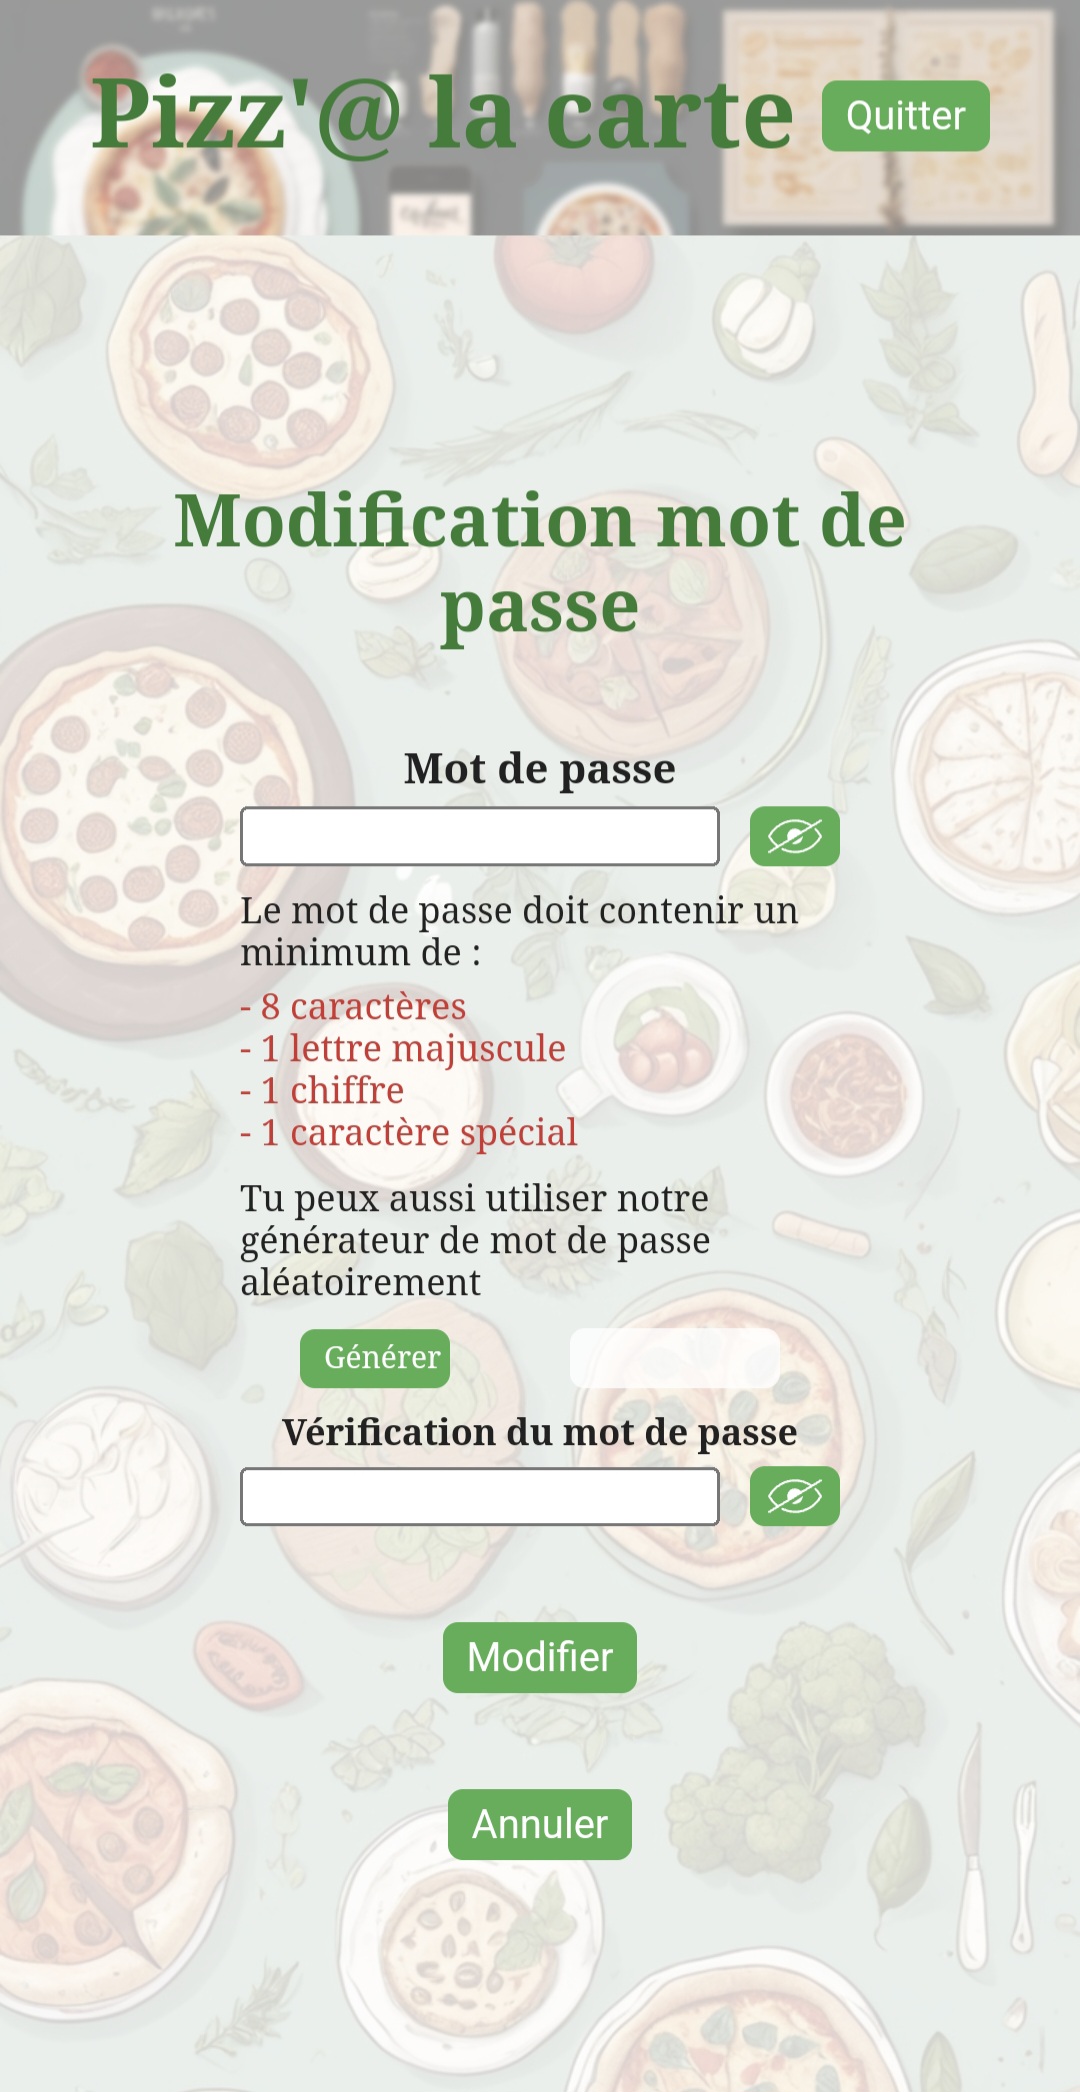 Pizz'@ la carte
Quitter
Modification mot de
passe
Mot de passe
Le mot de passe doit contenir un
minimum de :
- 8 caractères
- 1 lettre majuscule
- 1 chiffre
- 1 caractère spécial
Tu peux aussi utiliser notre
générateur de mot de passe
aléatoirement
Générer
Vérification du mot de passe
Modifier
Annuler